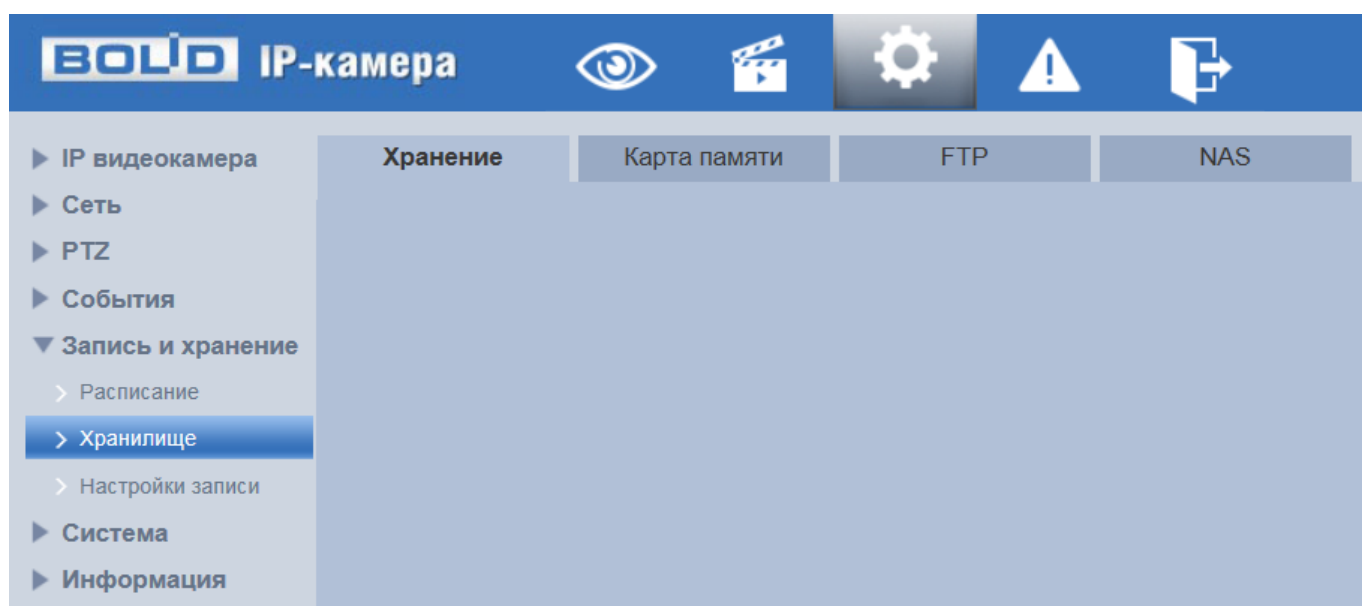 BOLID IP-камера
IP видеокамера
Сеть
PTZ
События
Запись и хранение
Расписание
Хранилище
Настройки записи
Система
Информация
Хранение Карта памяти FTP NAS